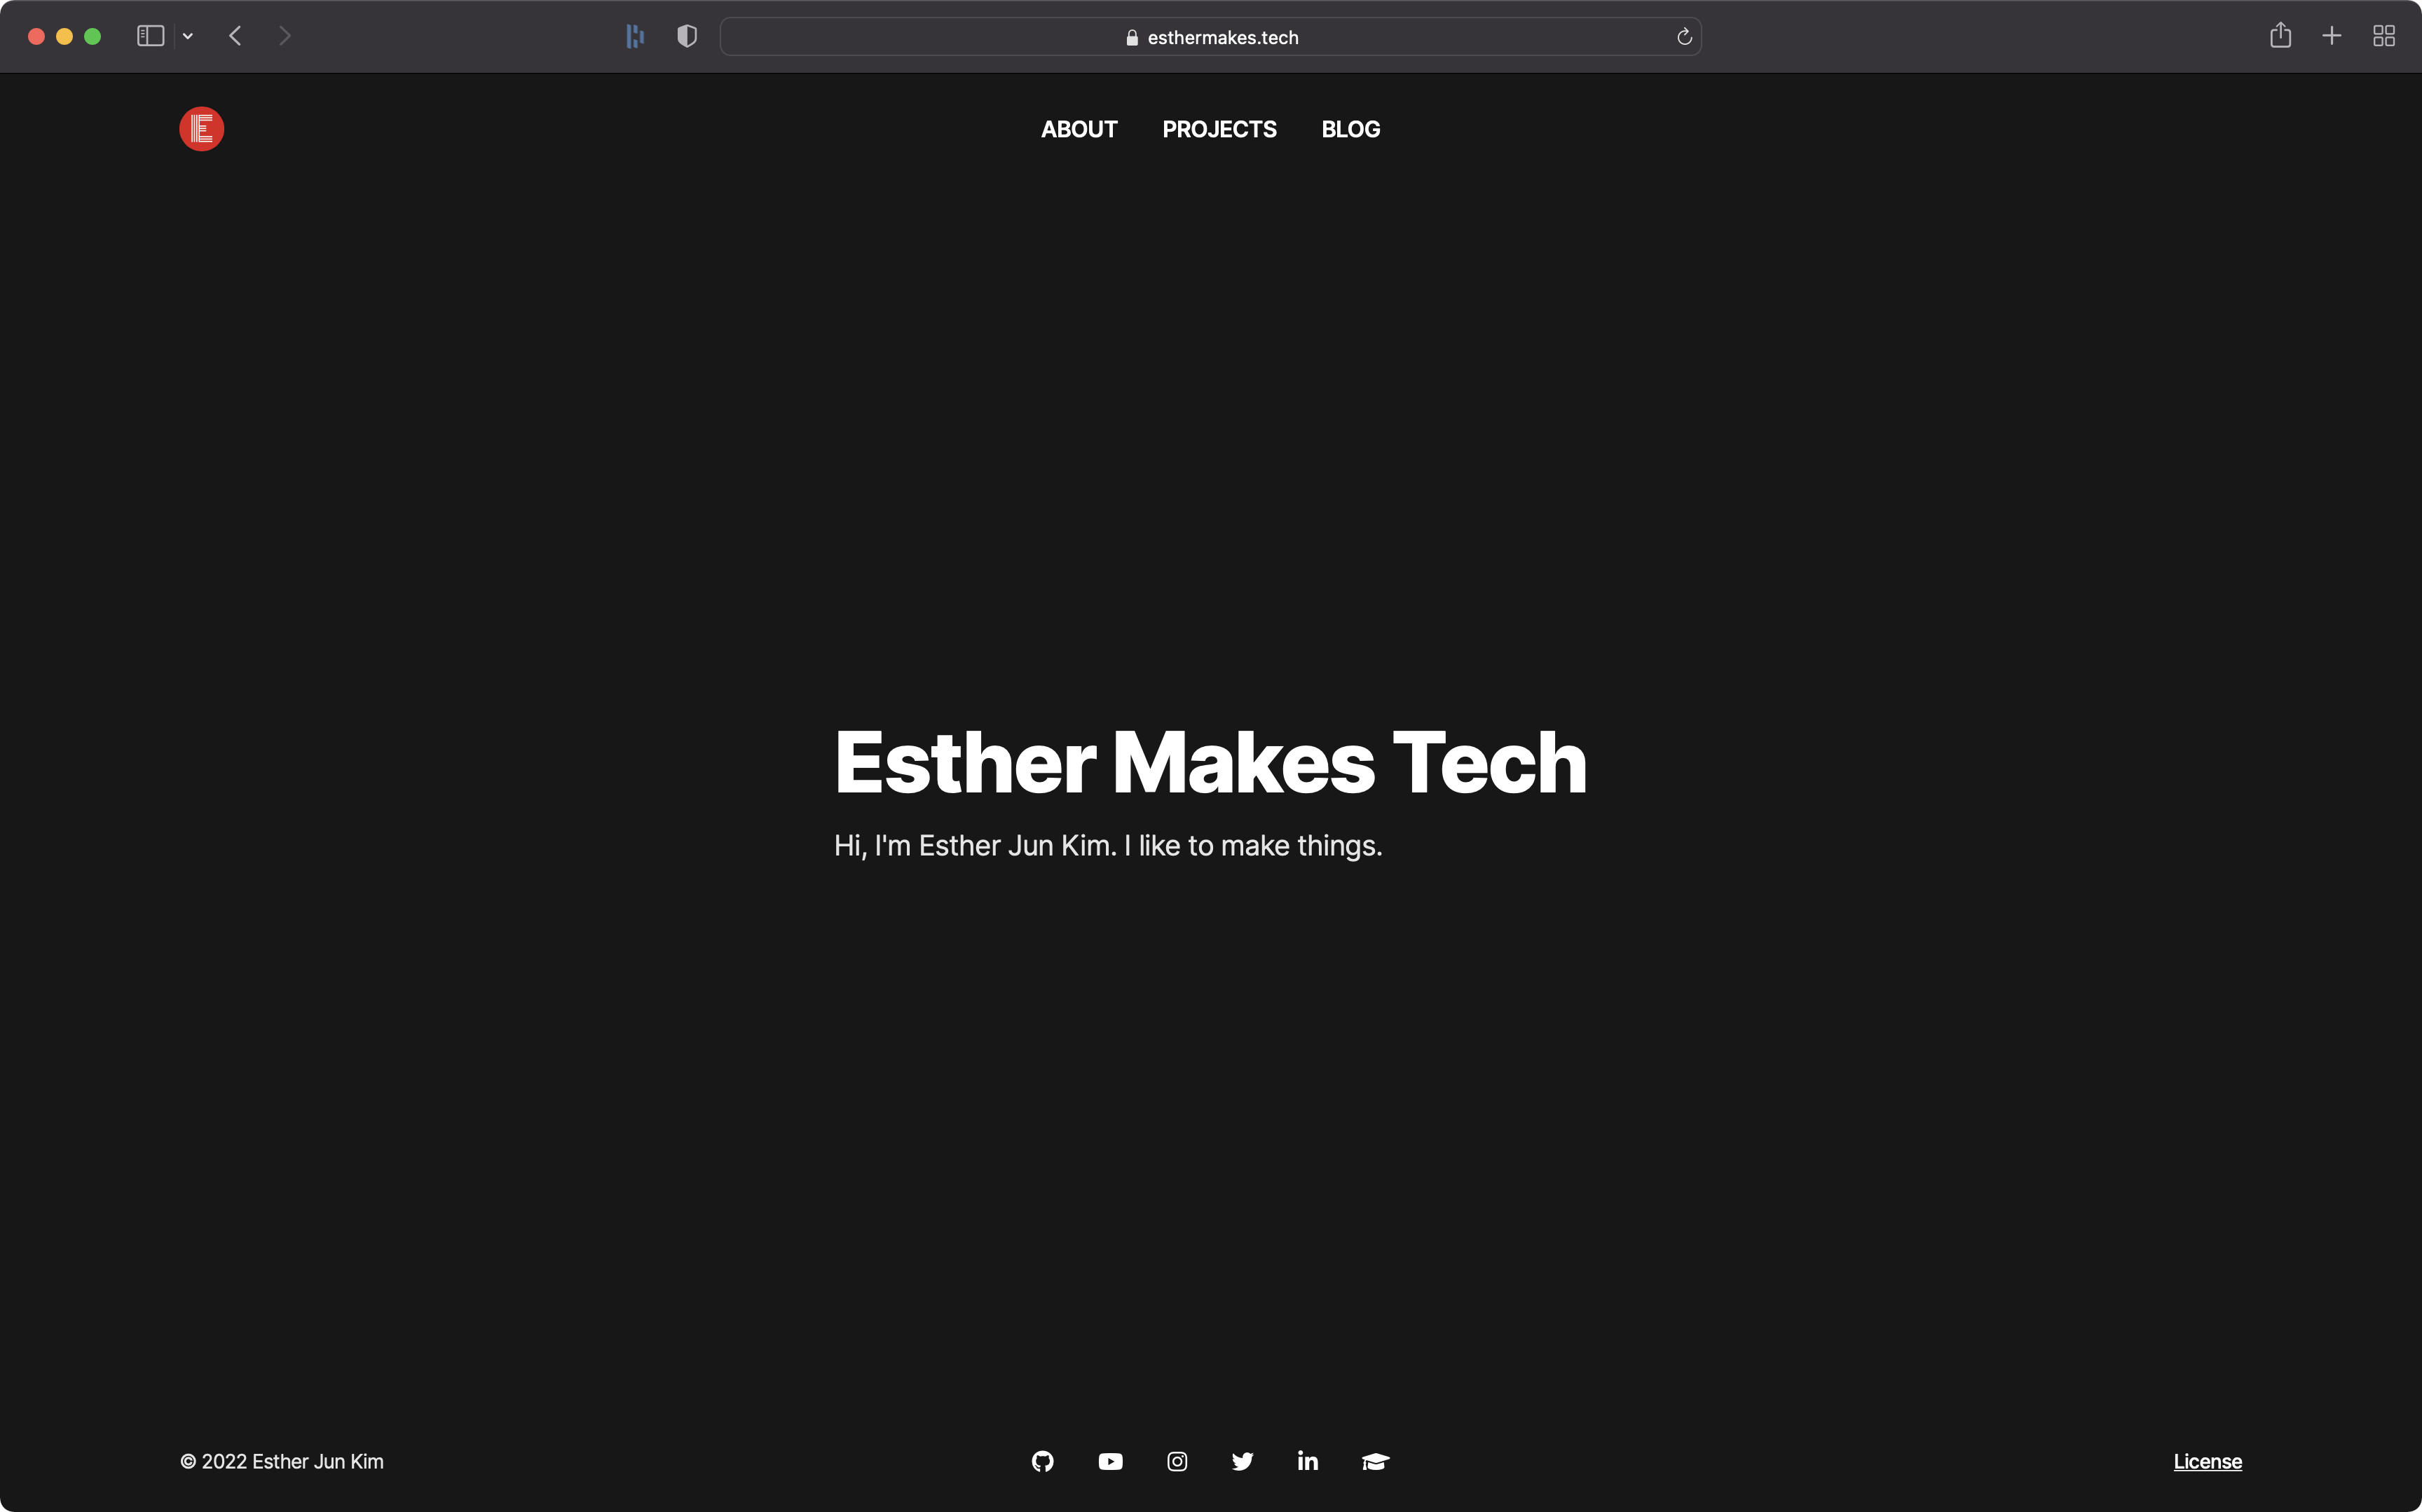 esthermakes.tech
E
ABOUT PROJECTS BLOG
Esther Makes Tech
Hi, I'm Esther Jun Kim. I like to make things.
© 2022 Esther Jun Kim
in
License